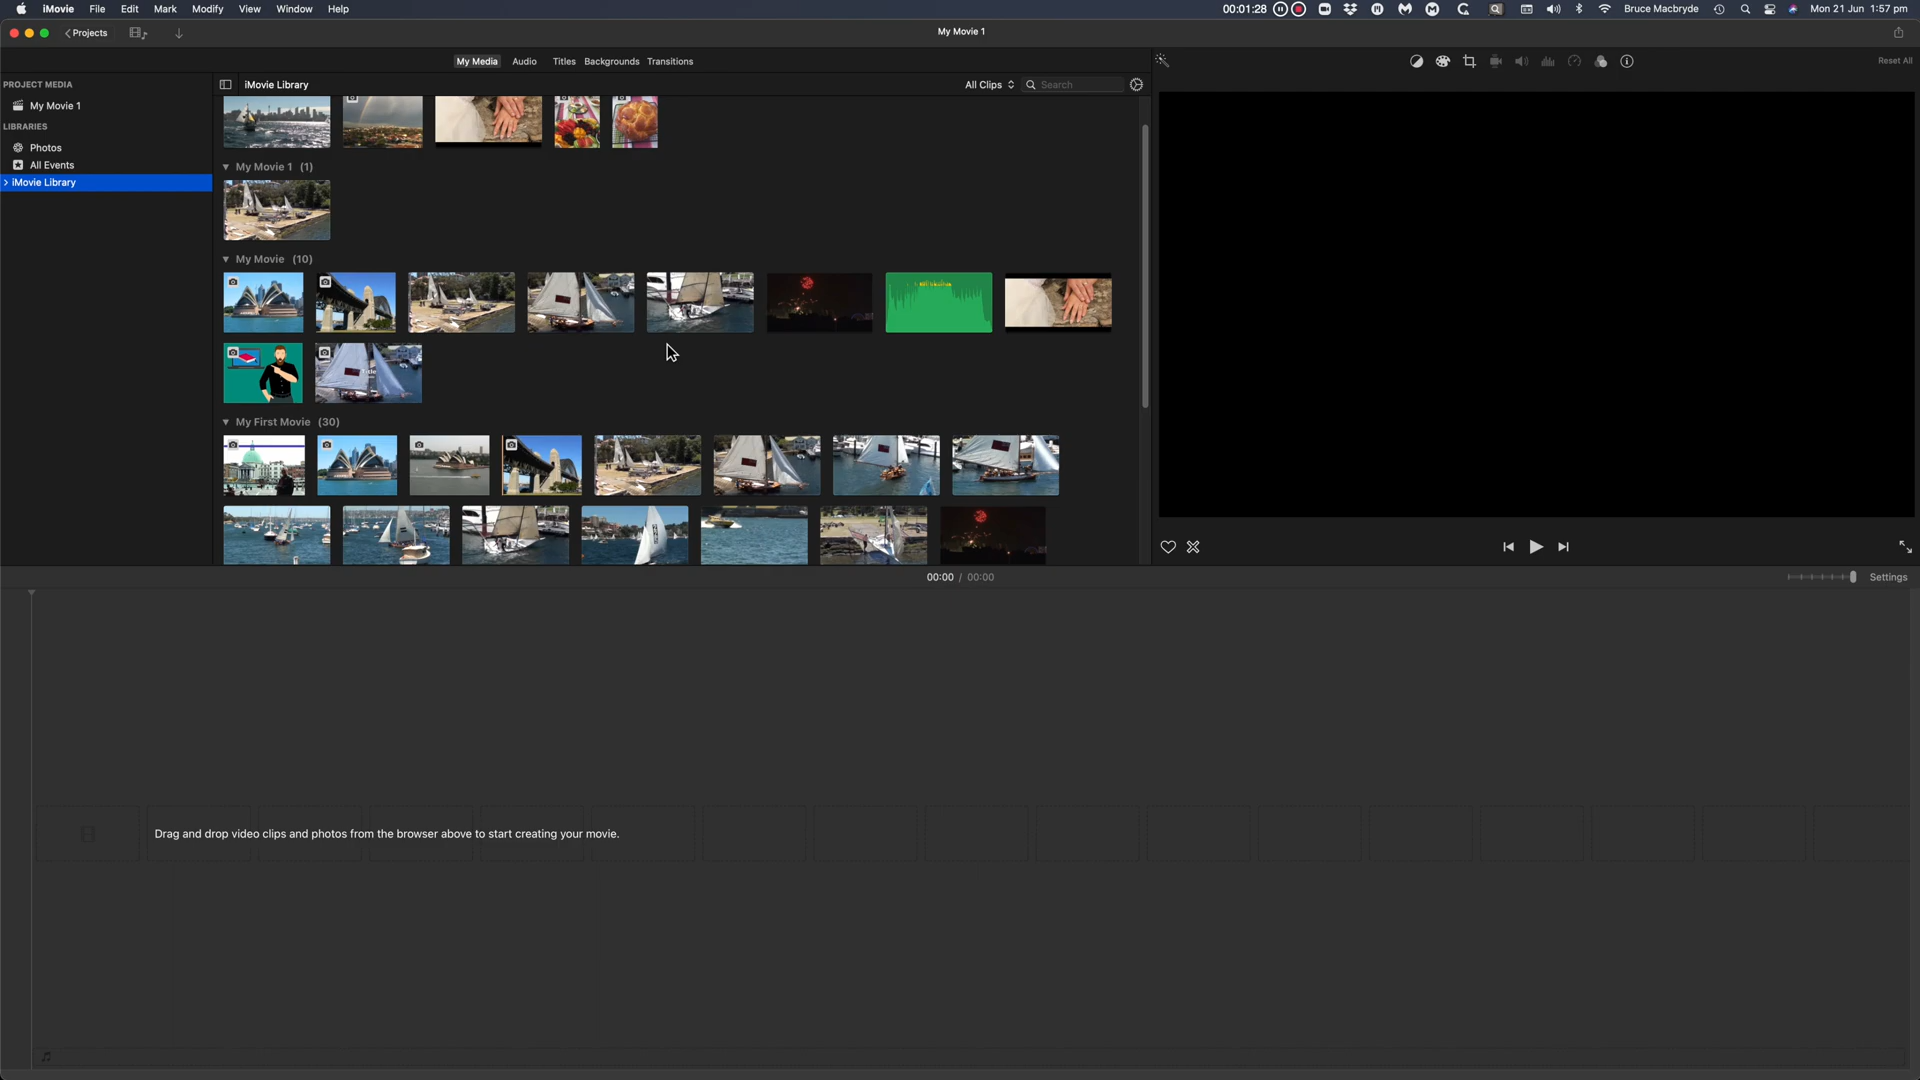 iMovie File Edit Mark Modify View Window Help
00:01:28 Bruce Macbryde Mon 21 Jun 1:57 pm
Projects
My Movie 1
My Media Audio Titles Backgrounds Transitions
Reset All
PROJECT MEDIA
iMovie Library
All Clips
Search
My Movie 1
LIBRARIES
Photos
All Events
iMovie Library
My Movie 1 (1)
My Movie (10)
My First Movie (30)
00:00 / 00:00
Settings
Drag and drop video clips and photos from the browser above to start creating your movie.